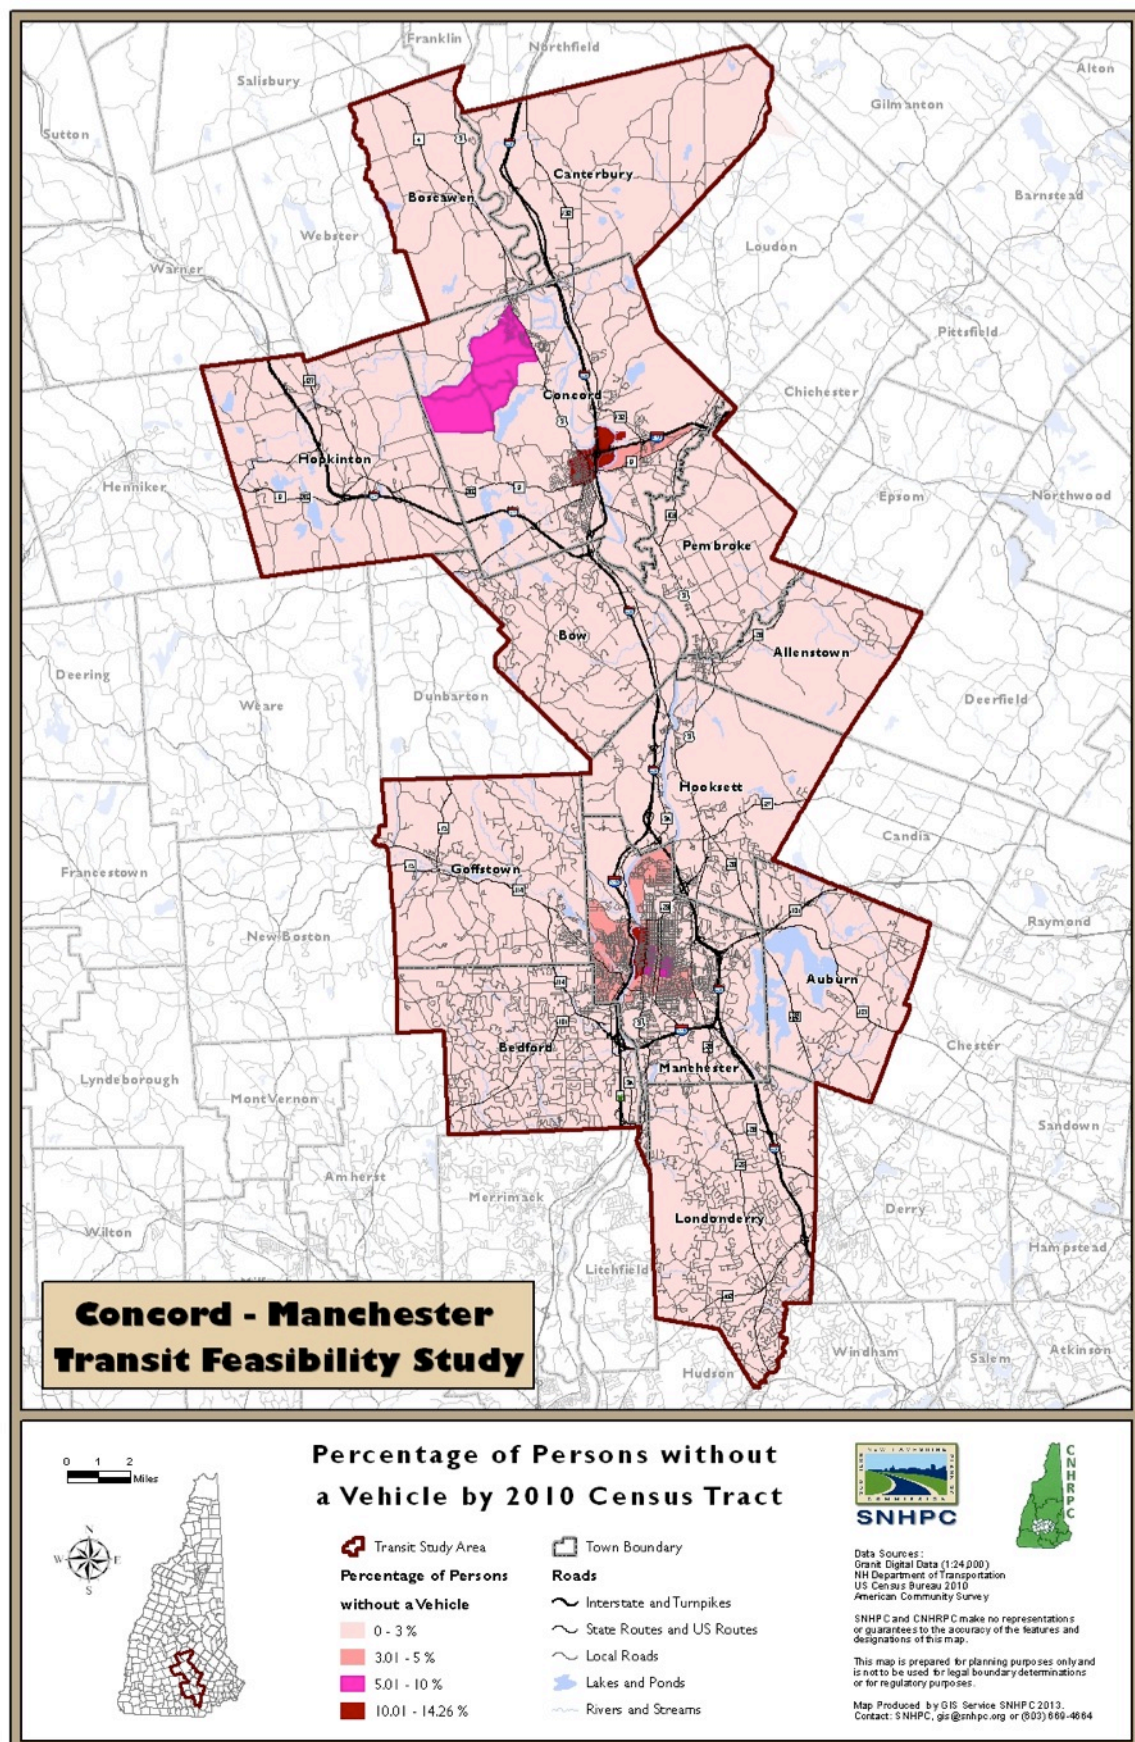 Franklin
Northfield
Salisbury
Alton
Gilmanton
Sutton
Canterbury
Boscawen
Barnstead
Webster
Loudon
Warner
Pittsfield
Chichester
Concord
Hopkinton
Henniker
Epsom
Northwood
Pembroke
Bow
Allenstown
Deering
Dunbarton
Weare
Deerfield
Hooksett
Candia
Goffstown
Francestown
Raymond
New Boston
Auburn
Bedford
Chester
Manchester
Lyndeborough
Mont Vernon
Sandown
Amherst
Merrimack
Derry
Londonderry
Wilton
Hampstead
Litchfield
Concord - Manchester
Transit Feasibility Study
Windham
Salem
Atkinson
Hudson
Percentage of Persons without
a Vehicle by 2010 Census Tract
0 1 2
Miles
N
W E
S
Transit Study Area
Percentage of Persons
without a Vehicle
0 - 3 %
3.01 - 5 %
5.01 - 10 %
10.01 - 14.26 %
Town Boundary
Roads
Interstate and Turnpikes
State Routes and US Routes
Local Roads
Lakes and Ponds
Rivers and Streams
SNHPC
CNHRPC
Data Sources:
Granit Digital Data (1:24,000)
NH Department of Transportation
US Census Bureau 2010
American Community Survey
SNHPC and CNHRPC make no representations
or guarantees to the accuracy of the features and
designations of this map.
This map is prepared for planning purposes only and
is not to be used for legal boundary determinations
or for regulatory purposes.
Map Produced by GIS Service SNHPC 2013.
Contact: SNHPC, gis@snhpc.org or (603) 669-4664